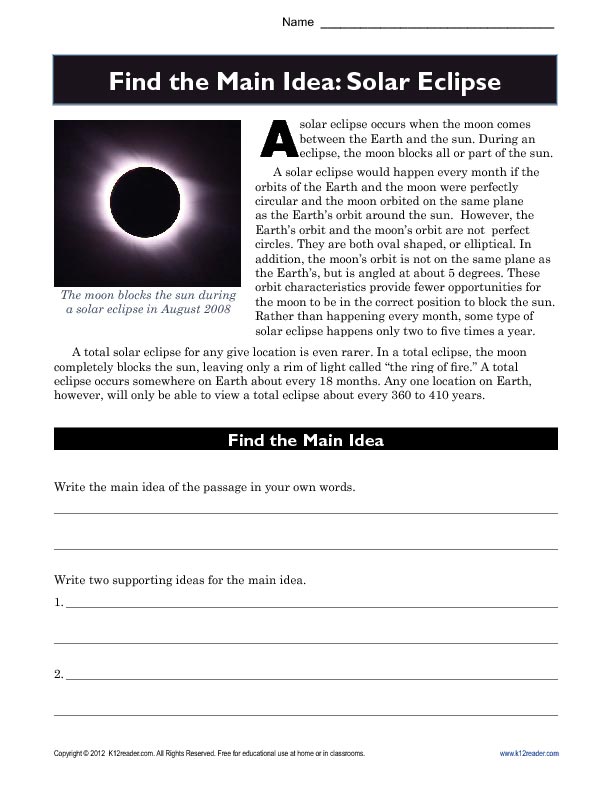 Name
Find the Main Idea: Solar Eclipse
A solar eclipse occurs when the moon comes
between the Earth and the sun. During an
eclipse, the moon blocks all or part of the sun.
A solar eclipse would happen every month if the
orbits of the Earth and the moon were perfectly
circular and the moon orbited on the same plane
as the Earth's orbit around the sun. However, the
Earth's orbit and the moon's orbit are not perfect
circles. They are both oval shaped, or elliptical. In
addition, the moon's orbit is not on the same plane as
the Earth's, but is angled at about 5 degrees. These
orbit characteristics provide fewer opportunities for
the moon to be in the correct position to block the sun.
Rather than happening every month, some type of
solar eclipse happens only two to five times a year.
The moon blocks the sun during
a solar eclipse in August 2008
A total solar eclipse for any give location is even rarer. In a total eclipse, the moon
completely blocks the sun, leaving only a rim of light called “the ring of fire.” A total
eclipse occurs somewhere on Earth about every 18 months. Any one location on Earth,
however, will only be able to view a total eclipse about every 360 to 410 years.
Find the Main Idea
Write the main idea of the passage in your own words.
Write two supporting ideas for the main idea.
1.
2.
Copyright © 2012 K12reader.com. All Rights Reserved. Free for educational use at home or in classrooms.
www.k12reader.com